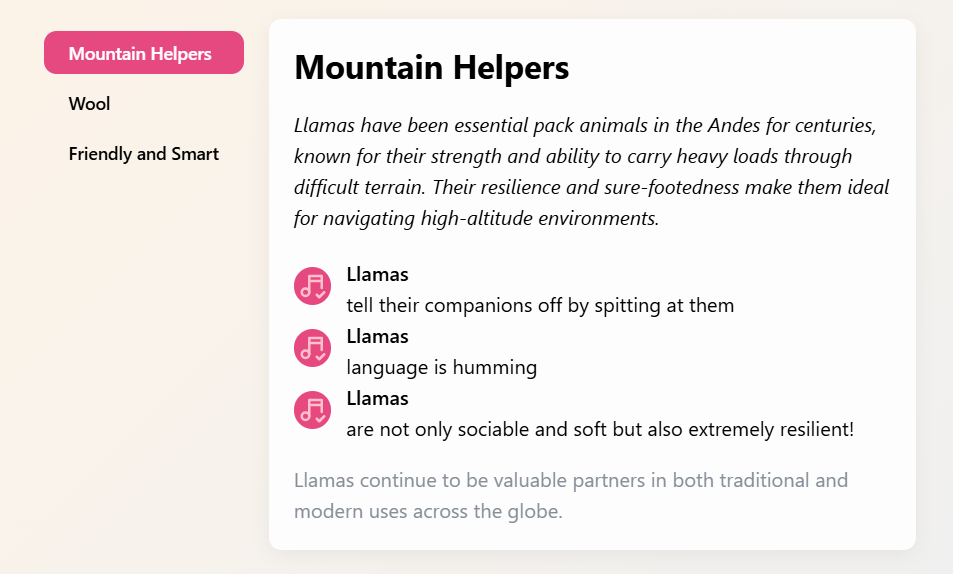 Mountain Helpers
Wool
Friendly and Smart
Mountain Helpers
Llamas have been essential pack animals in the Andes for centuries,
known for their strength and ability to carry heavy loads through
difficult terrain. Their resilience and sure-footedness make them ideal
for navigating high-altitude environments.
Llamas
tell their companions off by spitting at them
Llamas
language is humming
Llamas
are not only sociable and soft but also extremely resilient!
Llamas continue to be valuable partners in both traditional and
modern uses across the globe.